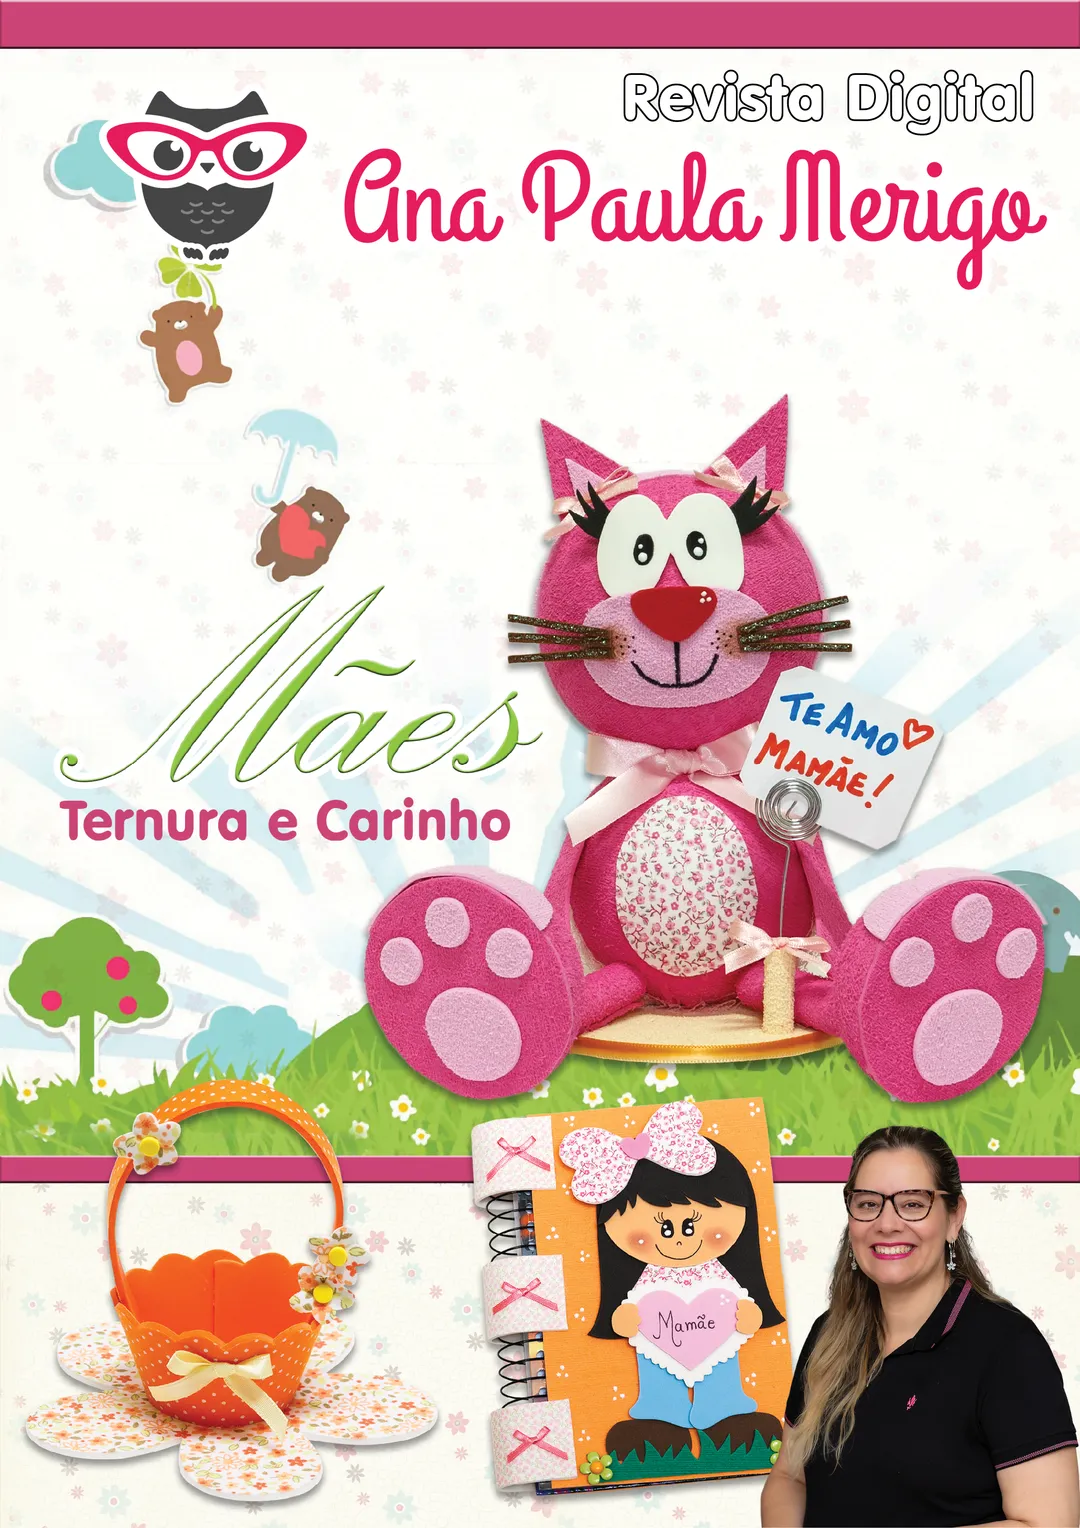 Revista Digital
Ana Paula Merigo
Mães
Ternura e Carinho
TE AMO
MAMÃE!
Mamãe